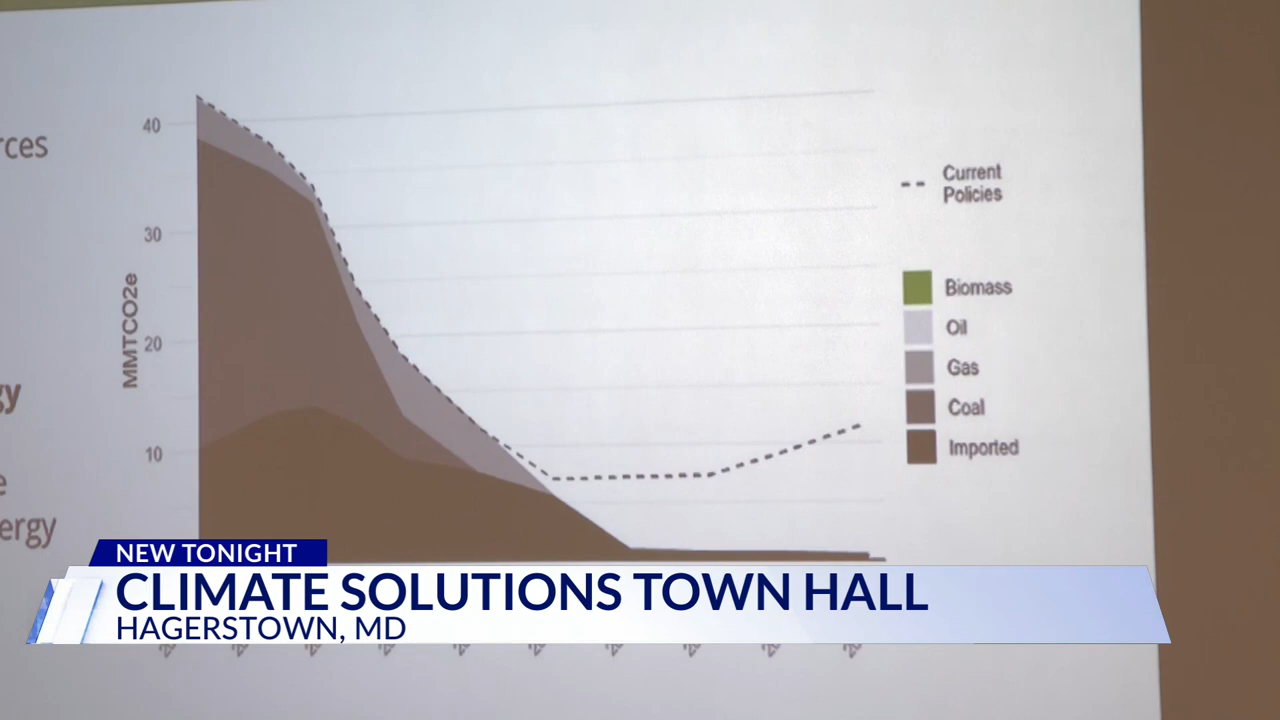 rces
gy
e
ergy
MMTCO2e
40
30
20
10
Current
Policies
Biomass
Oil
Gas
Coal
Imported
NEW TONIGHT
CLIMATE SOLUTIONS TOWN HALL
HAGERSTOWN, MD